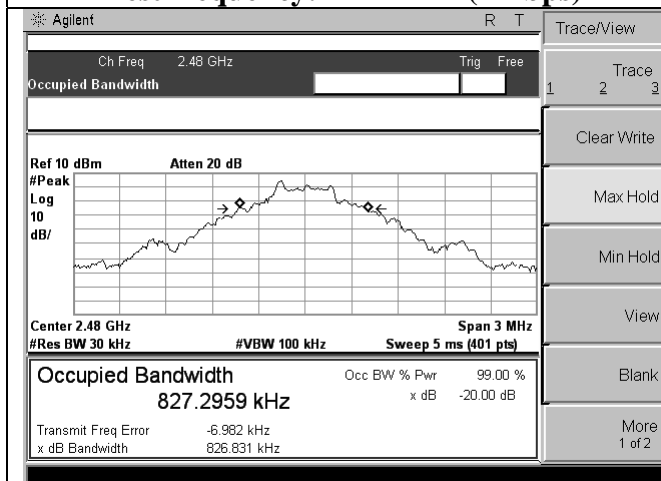 Agilent R T
Trace/View
Ch Freq 2.48 GHz Trig Free
Occupied Bandwidth
Trace
1 2 3
Clear Write
Ref 10 dBm Atten 20 dB
#Peak
Log
10
dB/
Max Hold
Min Hold
Center 2.48 GHz Span 3 MHz
#Res BW 30 kHz #VBW 100 kHz Sweep 5 ms (401 pts)
View
Occupied Bandwidth Occ BW % Pwr 99.00 %
827.2959 kHz x dB -20.00 dB
Blank
Transmit Freq Error -6.982 kHz
x dB Bandwidth 826.831 kHz
More
1 of 2